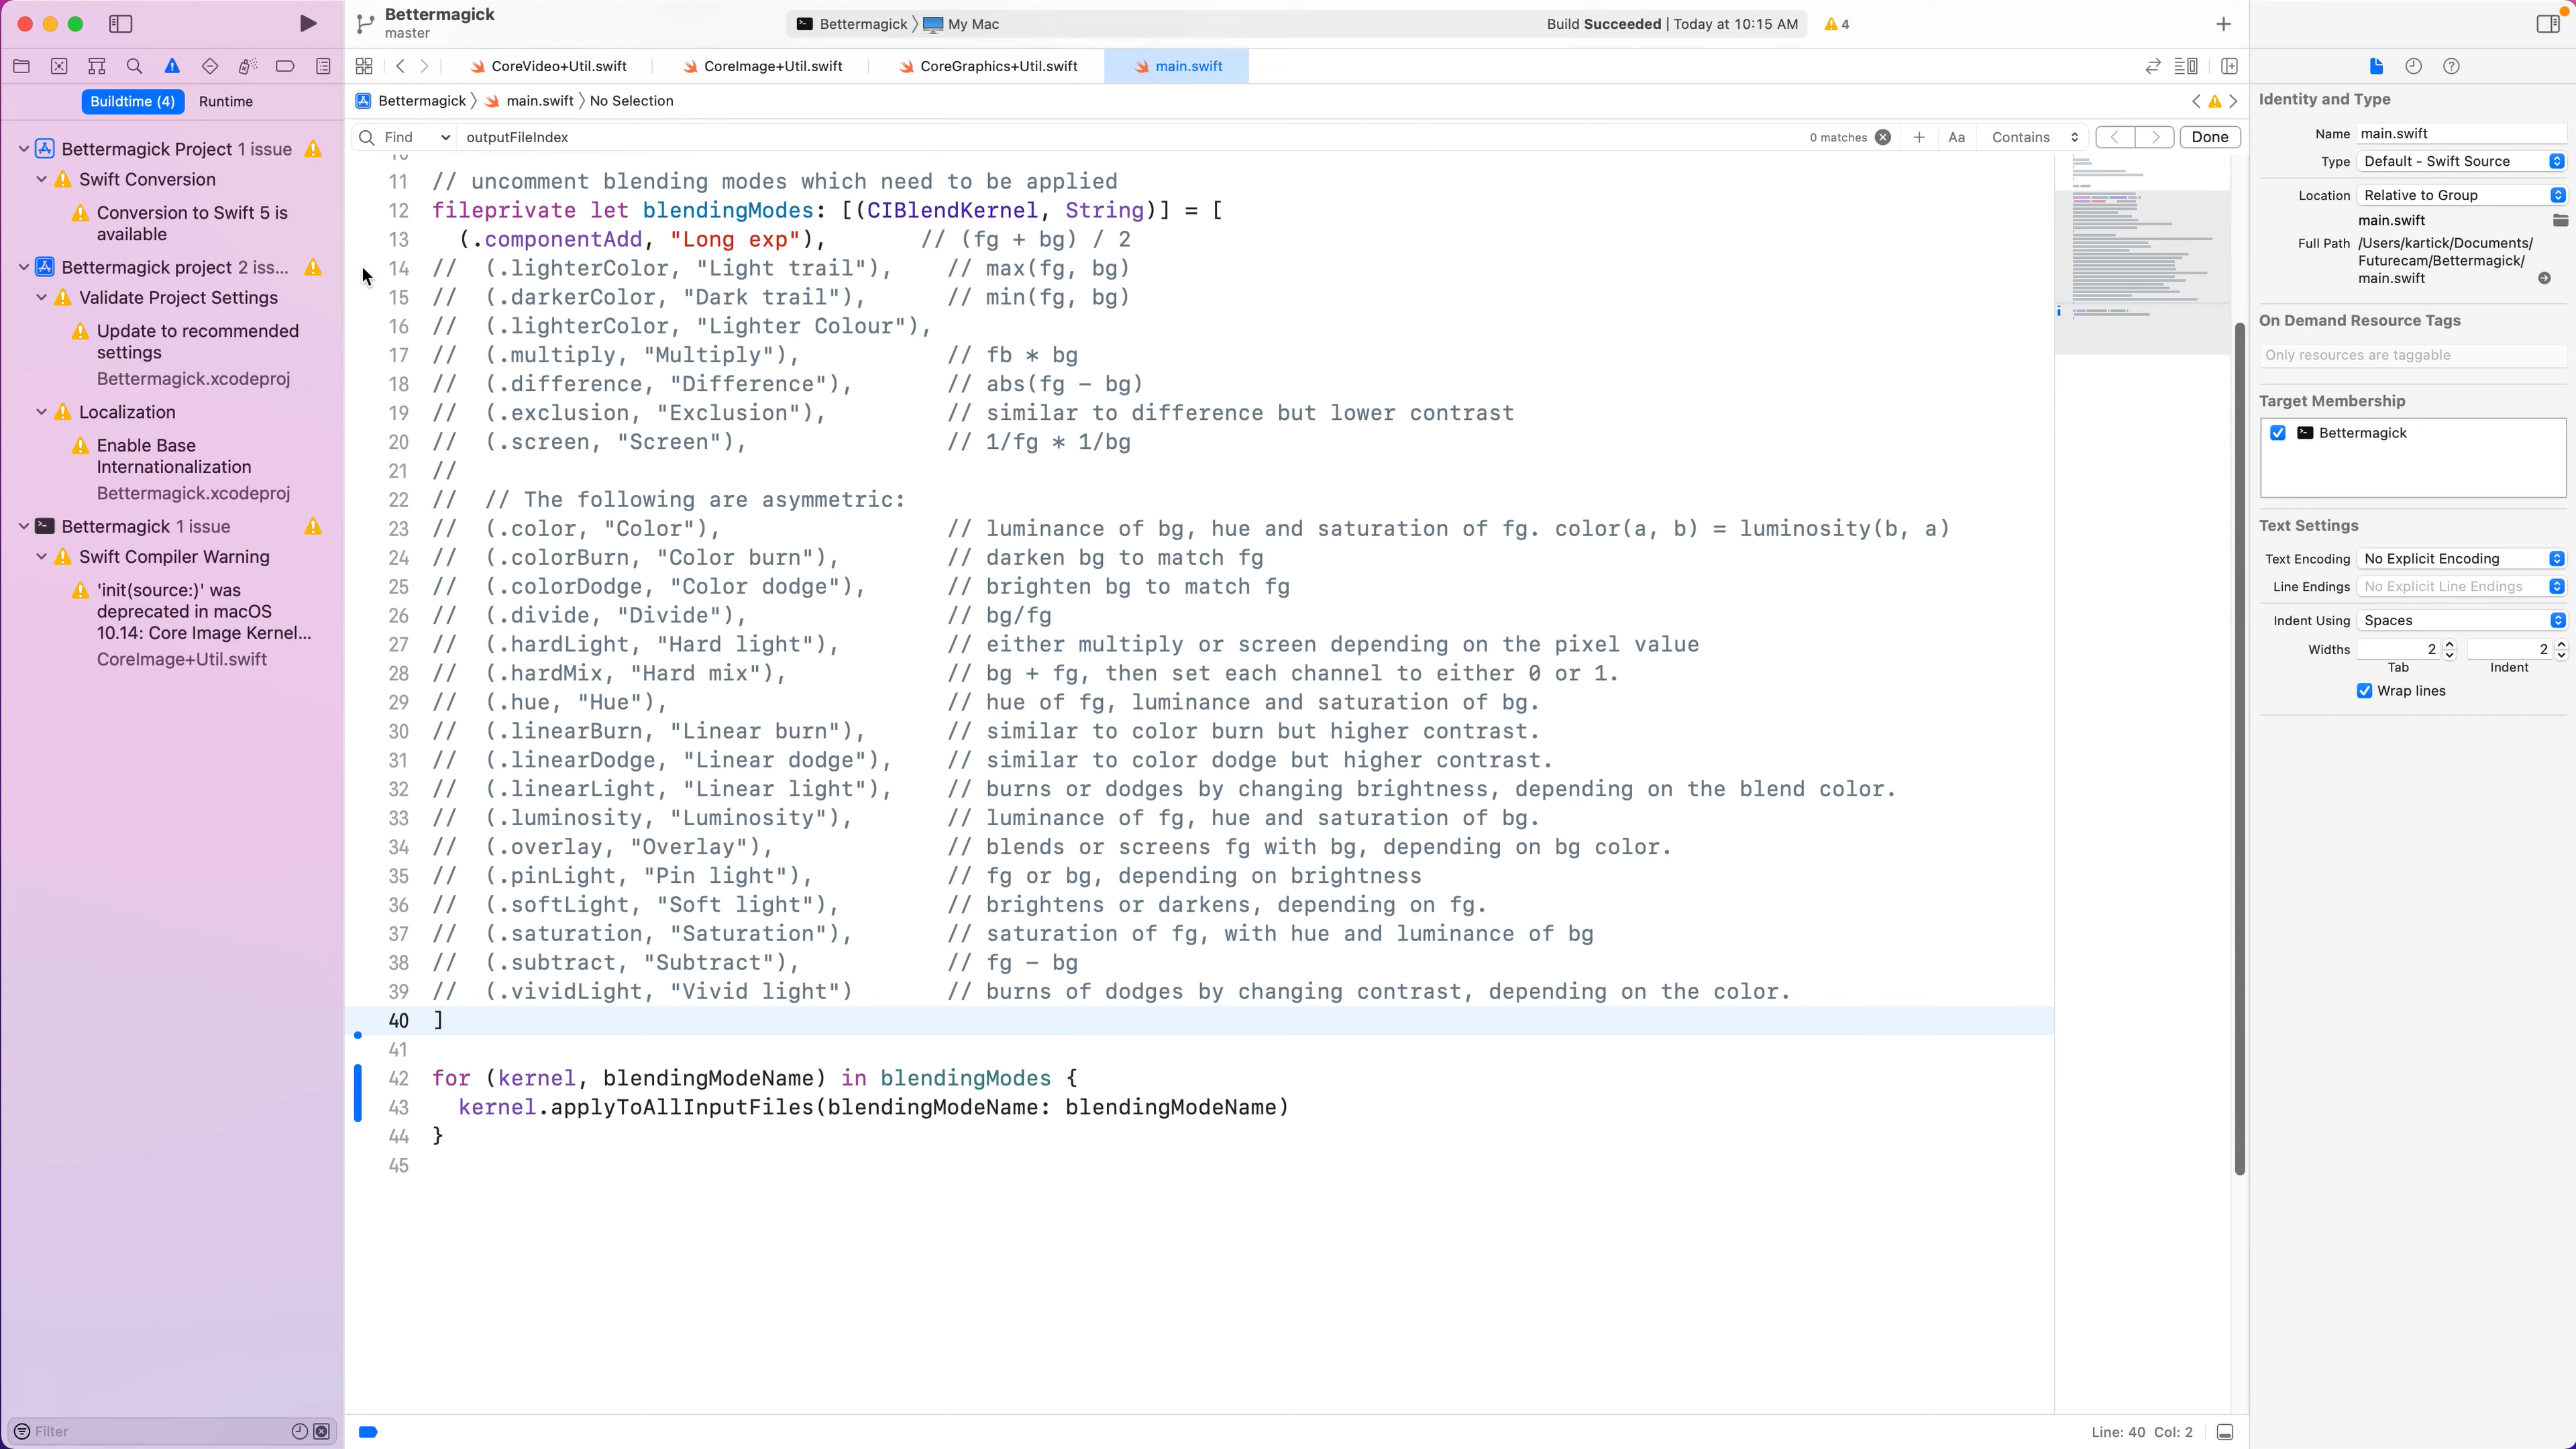 Bettermagick
master
Bettermagick 〉 My Mac
Build Succeeded | Today at 10:15 AM
4
CoreVideo+Util.swift
CoreImage+Util.swift
CoreGraphics+Util.swift
main.swift
Buildtime (4)
Runtime
Bettermagick 〉 main.swift 〉 No Selection
Find
outputFileIndex
0 matches
Aa
Contains
Done
Bettermagick Project 1 issue
Swift Conversion
Conversion to Swift 5 is
available
Bettermagick project 2 iss...
Validate Project Settings
Update to recommended
settings
Bettermagick.xcodeproj
Localization
Enable Base
Internationalization
Bettermagick.xcodeproj
Bettermagick 1 issue
Swift Compiler Warning
'init(source:)' was
deprecated in macOS
10.14: Core Image Kernel...
CoreImage+Util.swift
Filter
11 // uncomment blending modes which need to be applied
12 fileprivate let blendingModes: [(CIBlendKernel, String)] = [
13 (.componentAdd, "Long exp"), // (fg + bg) / 2
14 // (.lighterColor, "Light trail"), // max(fg, bg)
15 // (.darkerColor, "Dark trail"), // min(fg, bg)
16 // (.lighterColor, "Lighter Colour"),
17 // (.multiply, "Multiply"), // fb * bg
18 // (.difference, "Difference"), // abs(fg – bg)
19 // (.exclusion, "Exclusion"), // similar to difference but lower contrast
20 // (.screen, "Screen"), // 1/fg * 1/bg
21 //
22 // // The following are asymmetric:
23 // (.color, "Color"), // luminance of bg, hue and saturation of fg. color(a, b) = luminosity(b, a)
24 // (.colorBurn, "Color burn"), // darken bg to match fg
25 // (.colorDodge, "Color dodge"), // brighten bg to match fg
26 // (.divide, "Divide"), // bg/fg
27 // (.hardLight, "Hard light"), // either multiply or screen depending on the pixel value
28 // (.hardMix, "Hard mix"), // bg + fg, then set each channel to either 0 or 1.
29 // (.hue, "Hue"), // hue of fg, luminance and saturation of bg.
30 // (.linearBurn, "Linear burn"), // similar to color burn but higher contrast.
31 // (.linearDodge, "Linear dodge"), // similar to color dodge but higher contrast.
32 // (.linearLight, "Linear light"), // burns or dodges by changing brightness, depending on the blend color.
33 // (.luminosity, "Luminosity"), // luminance of fg, hue and saturation of bg.
34 // (.overlay, "Overlay"), // blends or screens fg with bg, depending on bg color.
35 // (.pinLight, "Pin light"), // fg or bg, depending on brightness
36 // (.softLight, "Soft light"), // brightens or darkens, depending on fg.
37 // (.saturation, "Saturation"), // saturation of fg, with hue and luminance of bg
38 // (.subtract, "Subtract"), // fg – bg
39 // (.vividLight, "Vivid light") // burns of dodges by changing contrast, depending on the color.
40 ]
41
42 for (kernel, blendingModeName) in blendingModes {
43 kernel.applyToAllInputFiles(blendingModeName: blendingModeName)
44 }
45
Line: 40 Col: 2
Identity and Type
Name main.swift
Type Default - Swift Source
Location Relative to Group
main.swift
Full Path /Users/kartick/Documents/
Futurecam/Bettermagick/
main.swift
On Demand Resource Tags
Only resources are taggable
Target Membership
Bettermagick
Text Settings
Text Encoding No Explicit Encoding
Line Endings No Explicit Line Endings
Indent Using Spaces
Widths 2 2
Tab Indent
Wrap lines